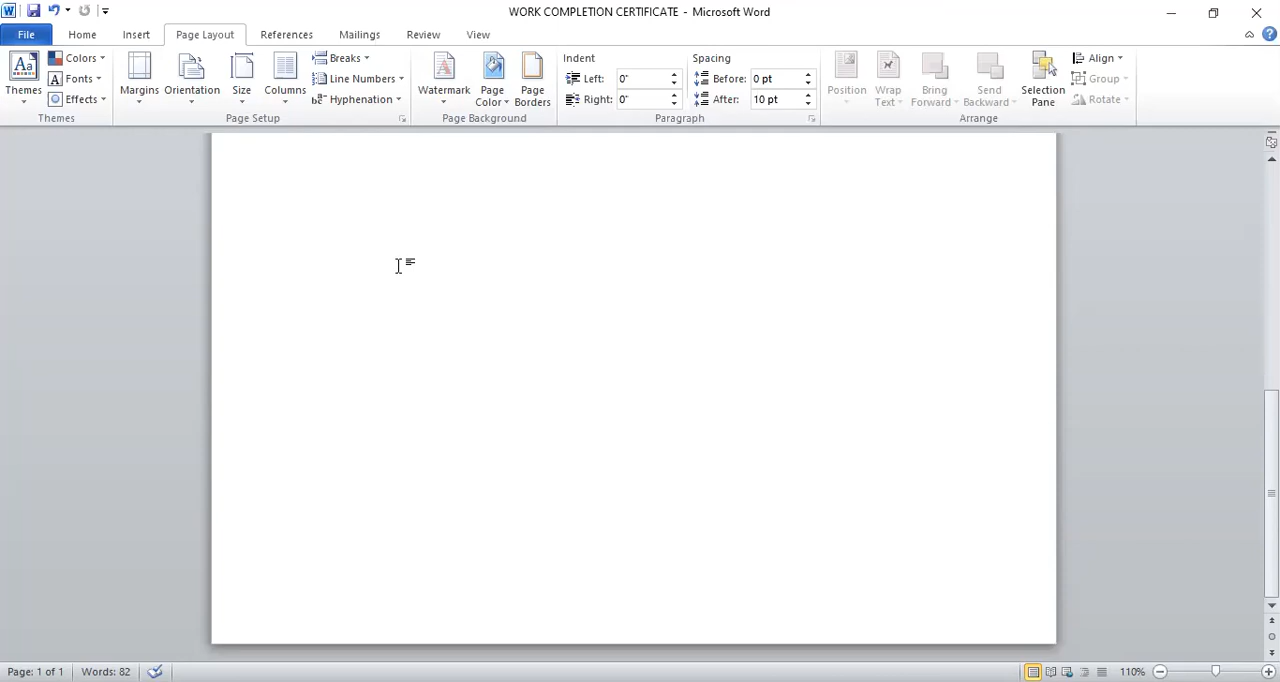 WORK COMPLETION CERTIFICATE - Microsoft Word
File Home Insert Page Layout References Mailings Review View
Themes
Colors
Fonts
Effects
Themes
Margins
Orientation
Size
Columns
Breaks
Line Numbers
Hyphenation
Page Setup
Watermark
Page Color
Page Borders
Page Background
Indent
Left: 0"
Right: 0"
Spacing
Before: 0 pt
After: 10 pt
Paragraph
Position
Wrap Text
Bring Forward
Send Backward
Selection Pane
Align
Group
Rotate
Arrange
Page: 1 of 1 Words: 82 110%